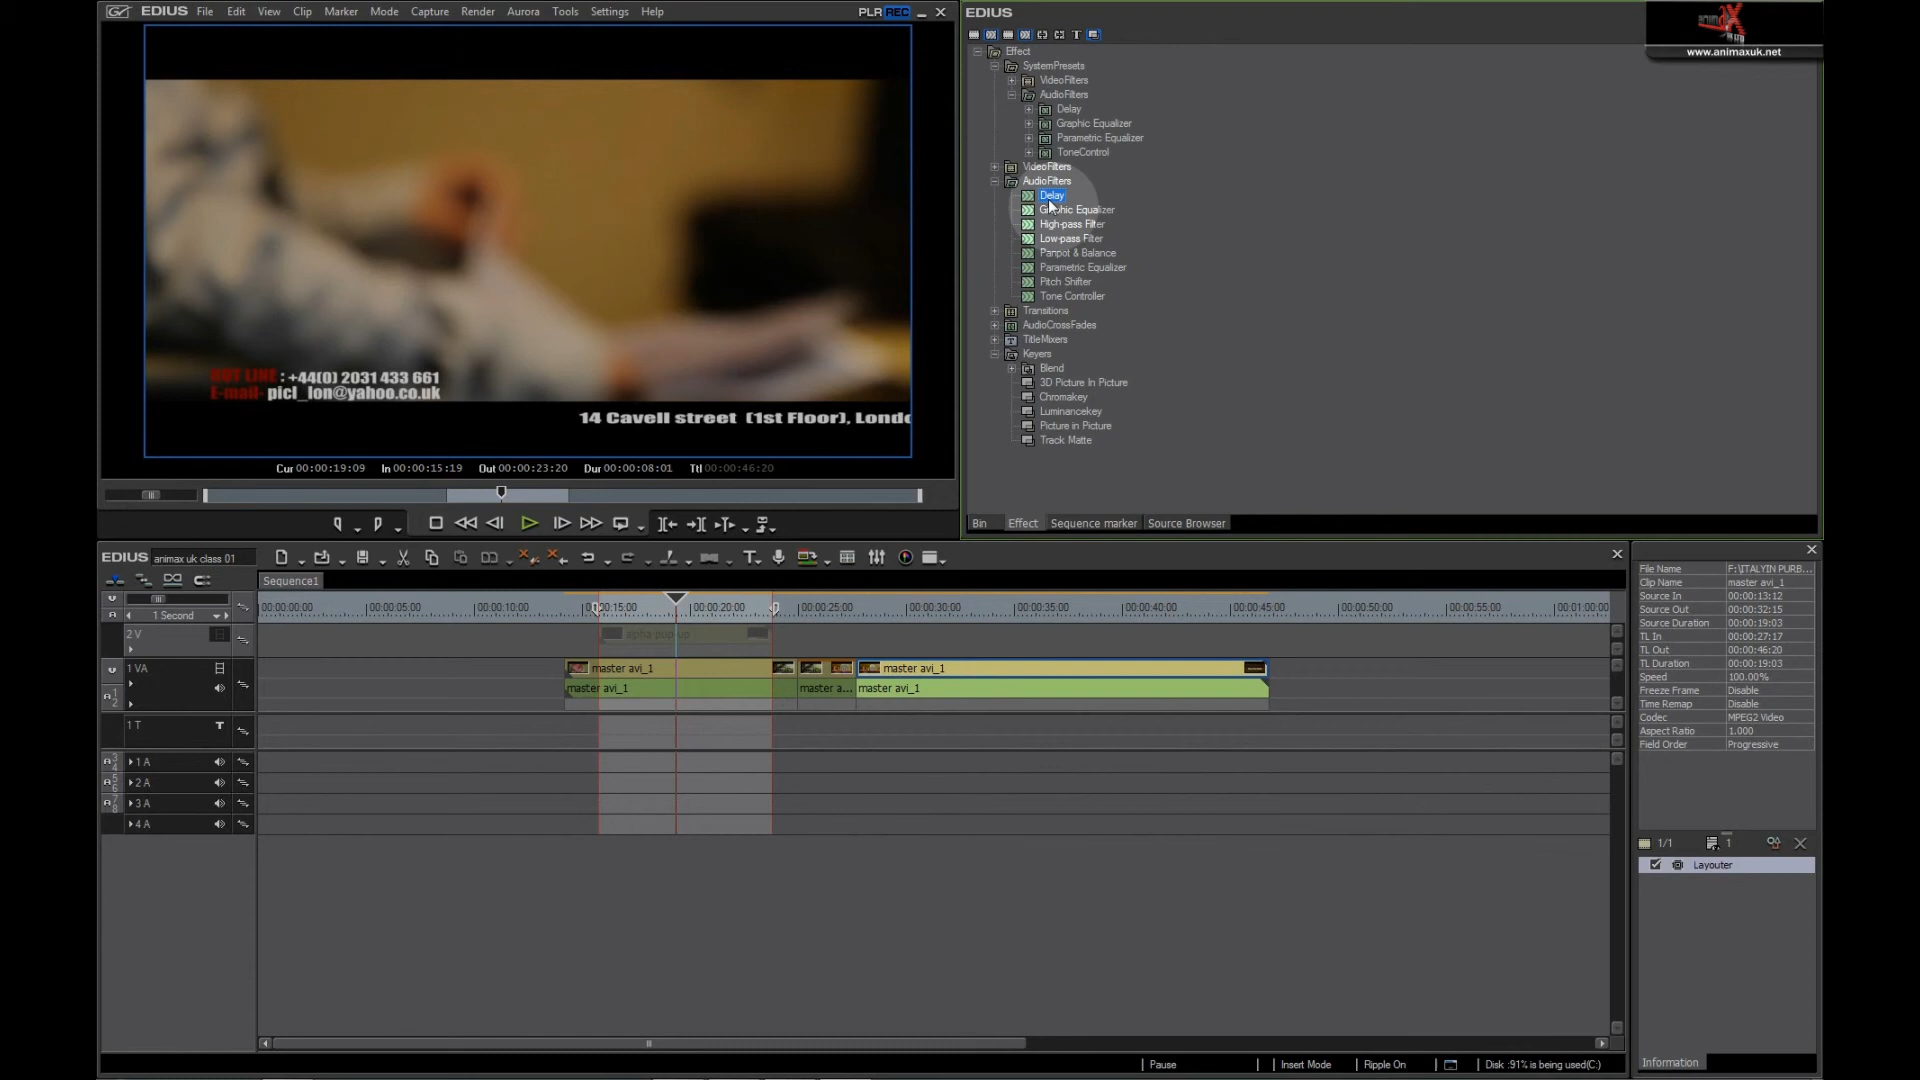 EDIUS File Edit View Clip Marker Mode Capture Render Aurora Tools Settings Help PLR REC
HOT LINE : +44(0) 2031 433 661
E-mail- picl_lon@yahoo.co.uk
14 Cavell street (1st Floor), Londo
Cur 00:00:19:09 In 00:00:15:19 Out 00:00:23:20 Dur 00:00:08:01 Ttl 00:00:46:20
EDIUS
www.animaxuk.net
Effect
SystemPresets
VideoFilters
AudioFilters
Delay
Graphic Equalizer
Parametric Equalizer
ToneControl
VideoFilters
AudioFilters
Delay
Graphic Equalizer
High-pass Filter
Low-pass Filter
Panpot & Balance
Parametric Equalizer
Pitch Shifter
Tone Controller
Transitions
AudioCrossFades
TitleMixers
Keyers
Blend
3D Picture In Picture
Chromakey
Luminancekey
Picture in Picture
Track Matte
Bin Effect Sequence marker Source Browser
EDIUS animax uk class 01
Sequence1
1 Second
00:00:00:00 00:00:05:00 00:00:10:00 00:00:15:00 00:00:20:00 00:00:25:00 00:00:30:00 00:00:35:00 00:00:40:00 00:00:45:00 00:00:50:00 00:00:55:00 00:01:00:00
2 V
alpha pop-up
1 VA
master avi_1 master avi_1
master avi_1 master a... master avi_1
1 T T
1 A
2 A
3 A
4 A
File Name F:\ITALYIN PURB...
Clip Name master avi_1
Source In 00:00:13:12
Source Out 00:00:32:15
Source Duration 00:00:19:03
TL In 00:00:27:17
TL Out 00:00:46:20
TL Duration 00:00:19:03
Speed 100.00%
Freeze Frame Disable
Time Remap Disable
Codec MPEG2 Video
Aspect Ratio 1.000
Field Order Progressive
1/1 1
Layouter
Information
Pause Insert Mode Ripple On Disk :91% is being used(C:)